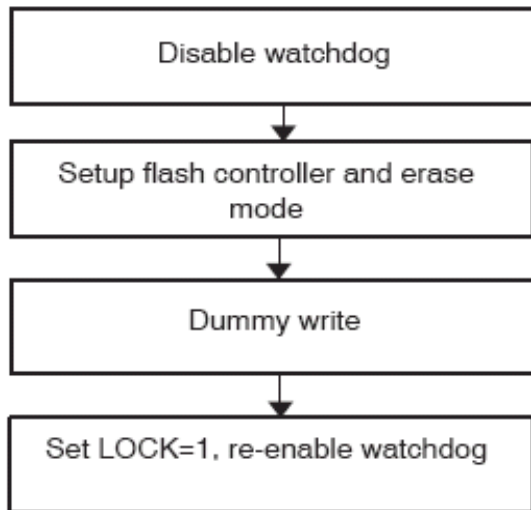 Disable watchdog
Setup flash controller and erase
mode
Dummy write
Set LOCK=1, re-enable watchdog